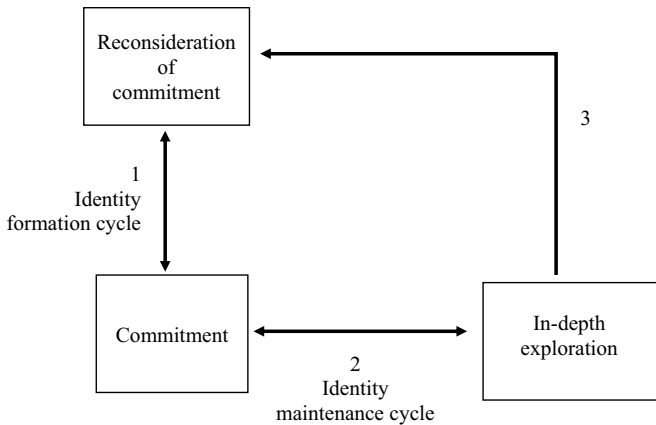 Reconsideration
of
commitment
3
1
Identity
formation cycle
Commitment
In-depth
exploration
2
Identity
maintenance cycle